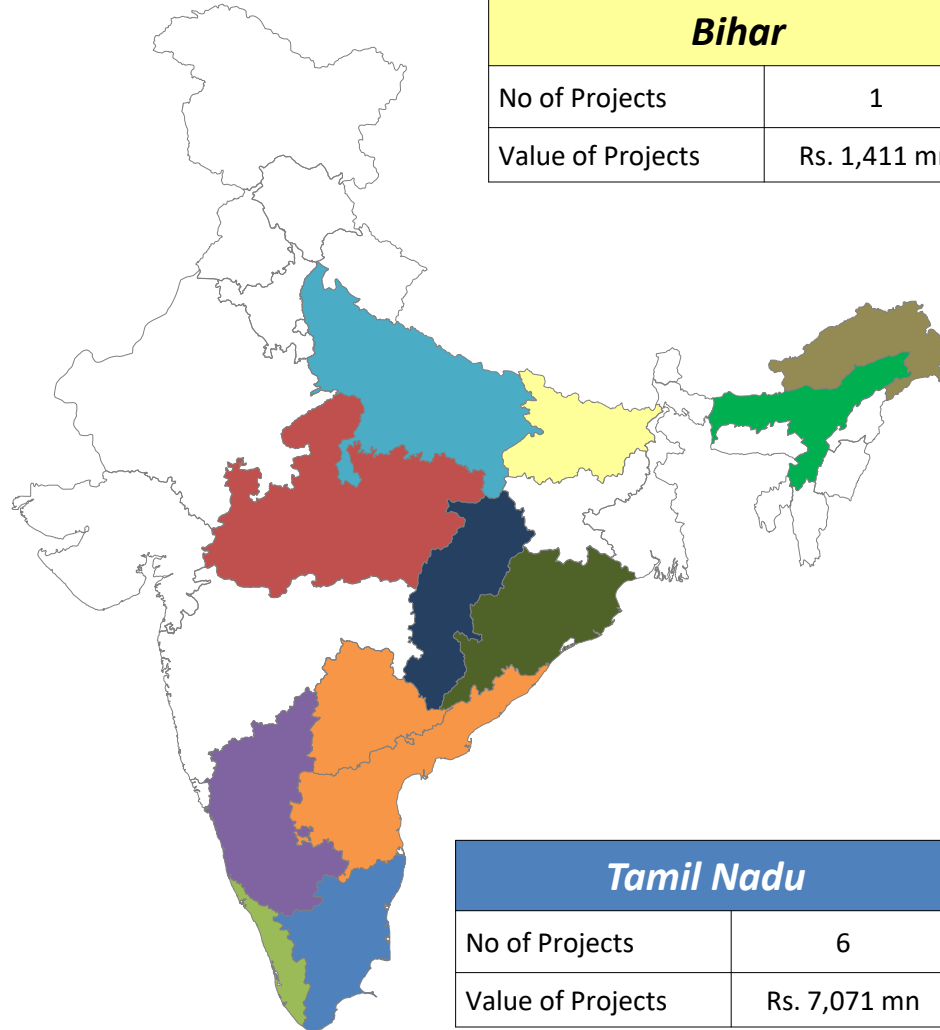 Bihar
No of Projects 1
Value of Projects Rs. 1,411 mn
Tamil Nadu
No of Projects 6
Value of Projects Rs. 7,071 mn